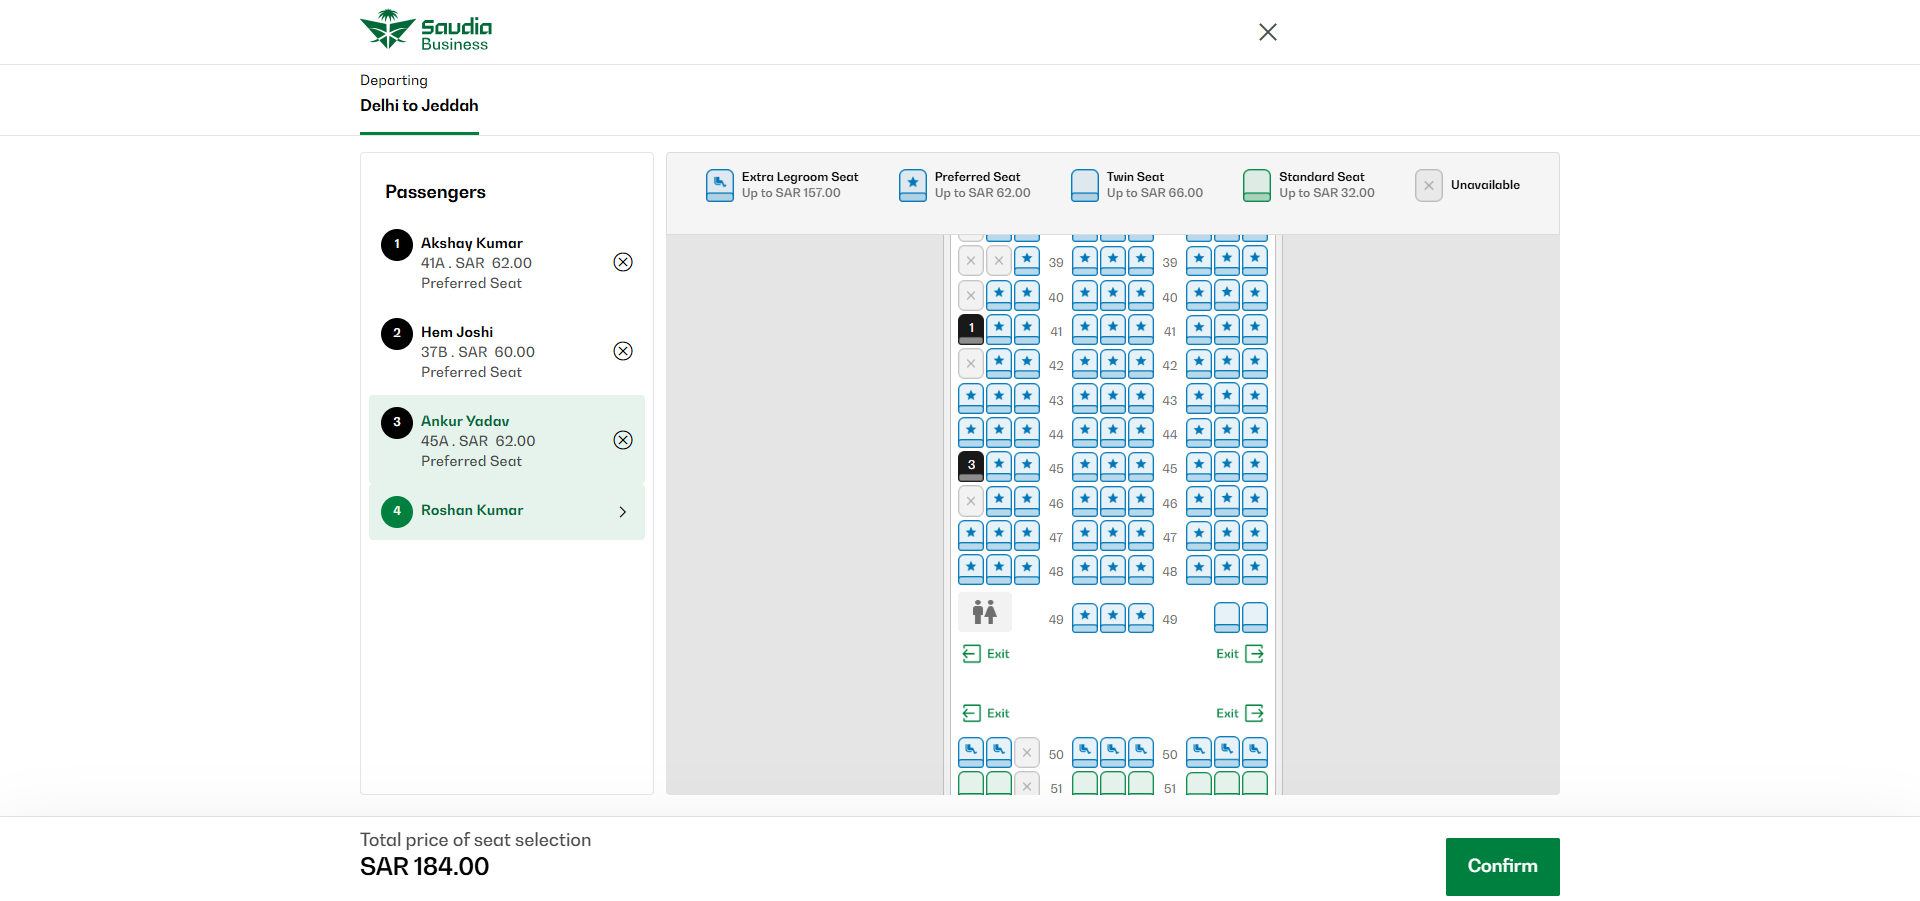 Saudia
Business
Departing
Delhi to Jeddah
Passengers
1
Akshay Kumar
41A . SAR 62.00
Preferred Seat
2
Hem Joshi
37B . SAR 60.00
Preferred Seat
3
Ankur Yadav
45A . SAR 62.00
Preferred Seat
4
Roshan Kumar
Extra Legroom Seat
Up to SAR 157.00
Preferred Seat
Up to SAR 62.00
Twin Seat
Up to SAR 66.00
Standard Seat
Up to SAR 32.00
Unavailable
39 39
40 40
1 41 41
42 42
43 43
44 44
3 45 45
46 46
47 47
48 48
49 49
Exit Exit
Exit Exit
50 50
51 51
Total price of seat selection
SAR 184.00
Confirm